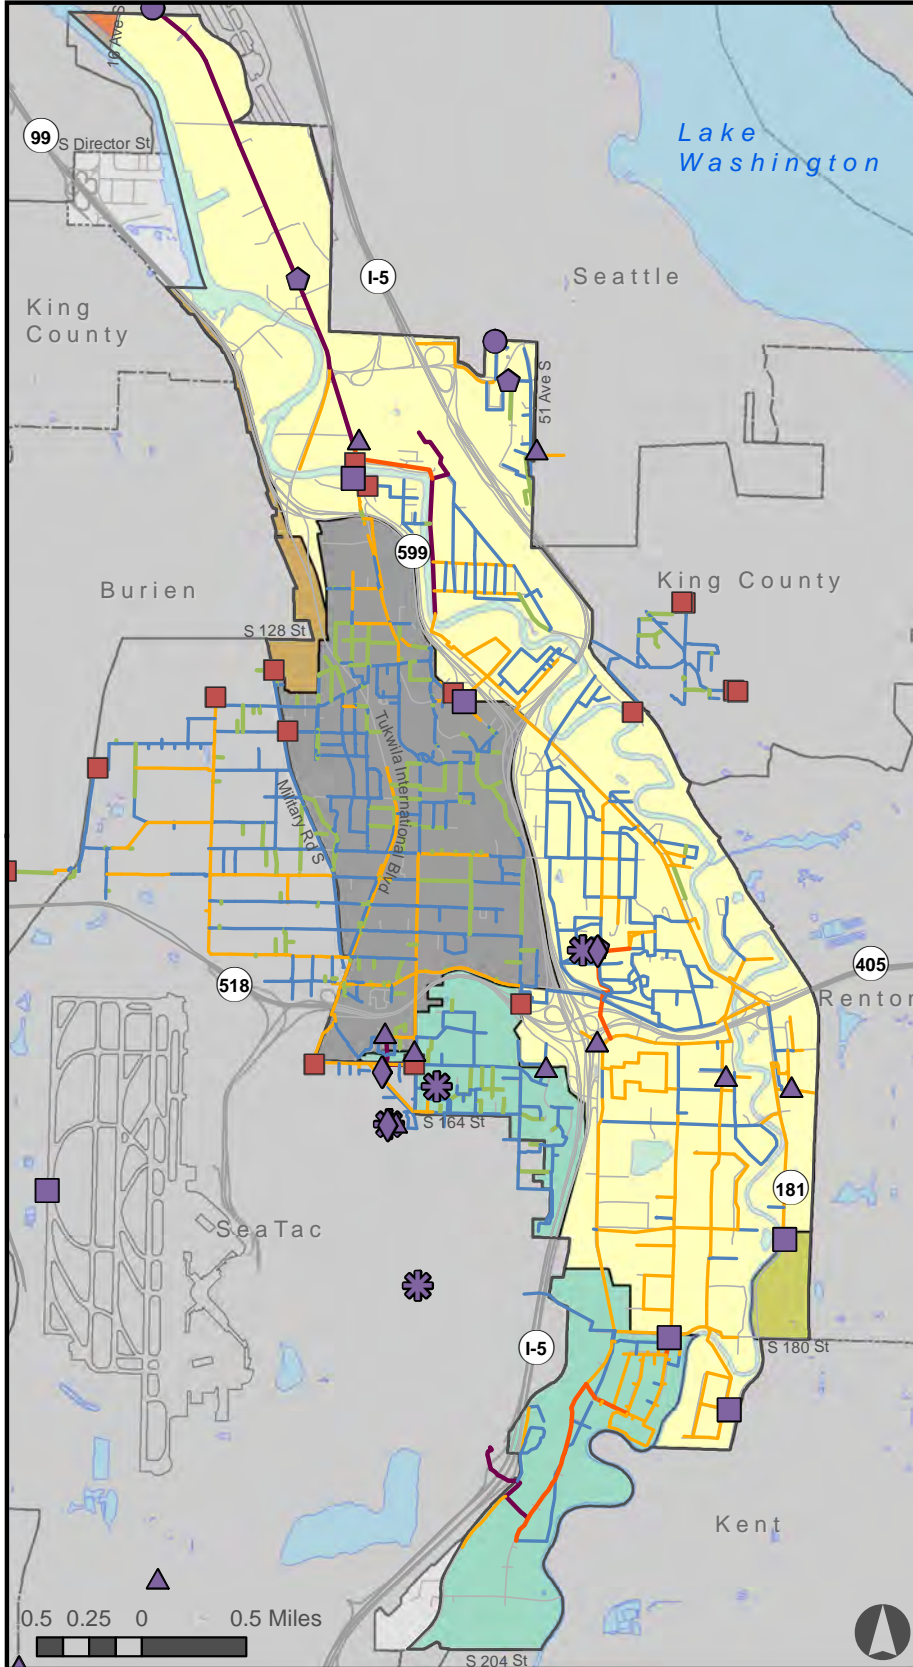 16 Ave S
99
S Director St
Lake
Washington
I-5
Seattle
King
County
51 Ave S
599
Burien
King County
S 128 St
Tukwila International Blvd
Military Rd S
518
405
Renton
S 164 St
181
SeaTac
I-5
S 180 St
Kent
0.5 0.25 0 0.5 Miles
S 204 St